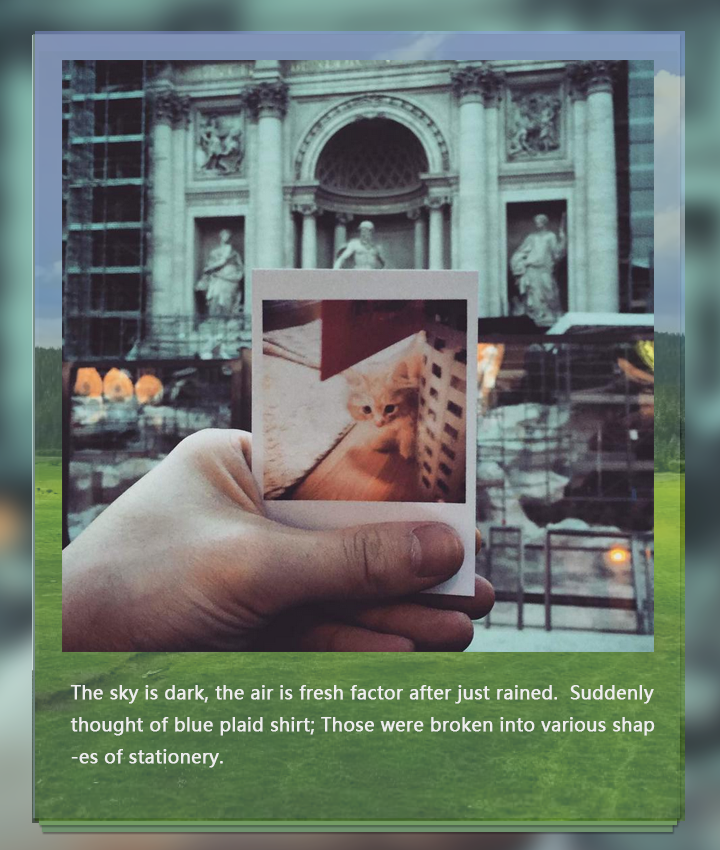 The sky is dark, the air is fresh factor after just rained.  Suddenly
thought of blue plaid shirt; Those were broken into various shap
-es of stationery.